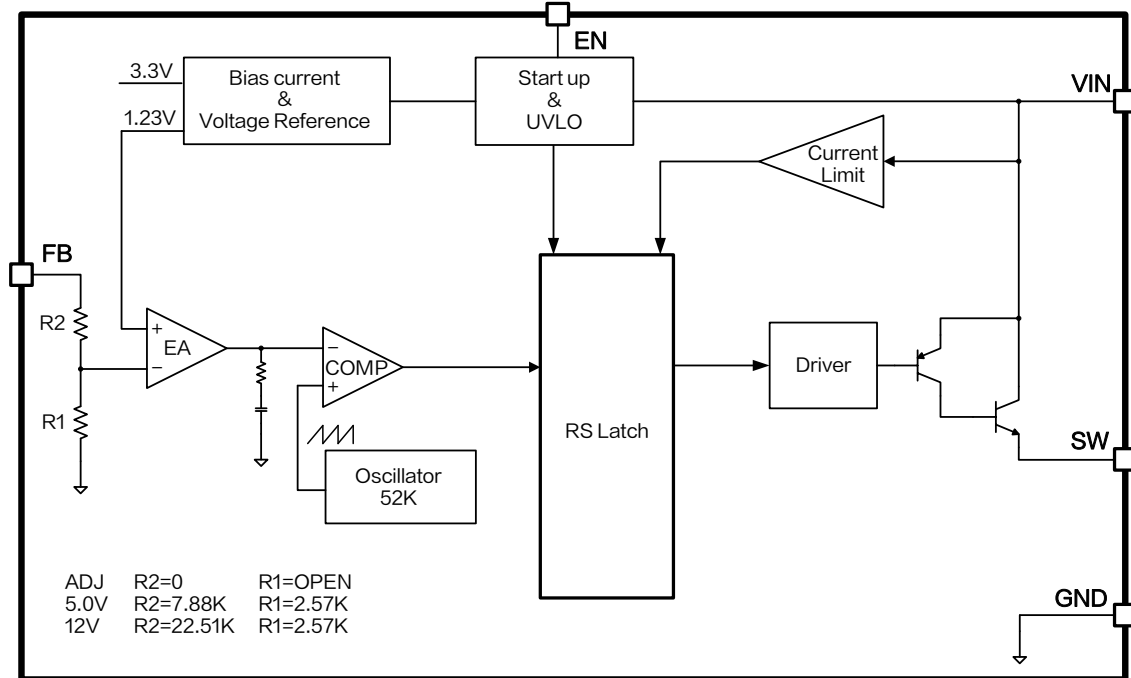 EN
3.3V
Bias current
&
Voltage Reference
Start up
&
UVLO
VIN
1.23V
Current
Limit
FB
R2
+
EA
−
−
COMP
+
Driver
R1
RS Latch
SW
Oscillator
52K
ADJ R2=0 R1=OPEN
5.0V R2=7.88K R1=2.57K
12V R2=22.51K R1=2.57K
GND